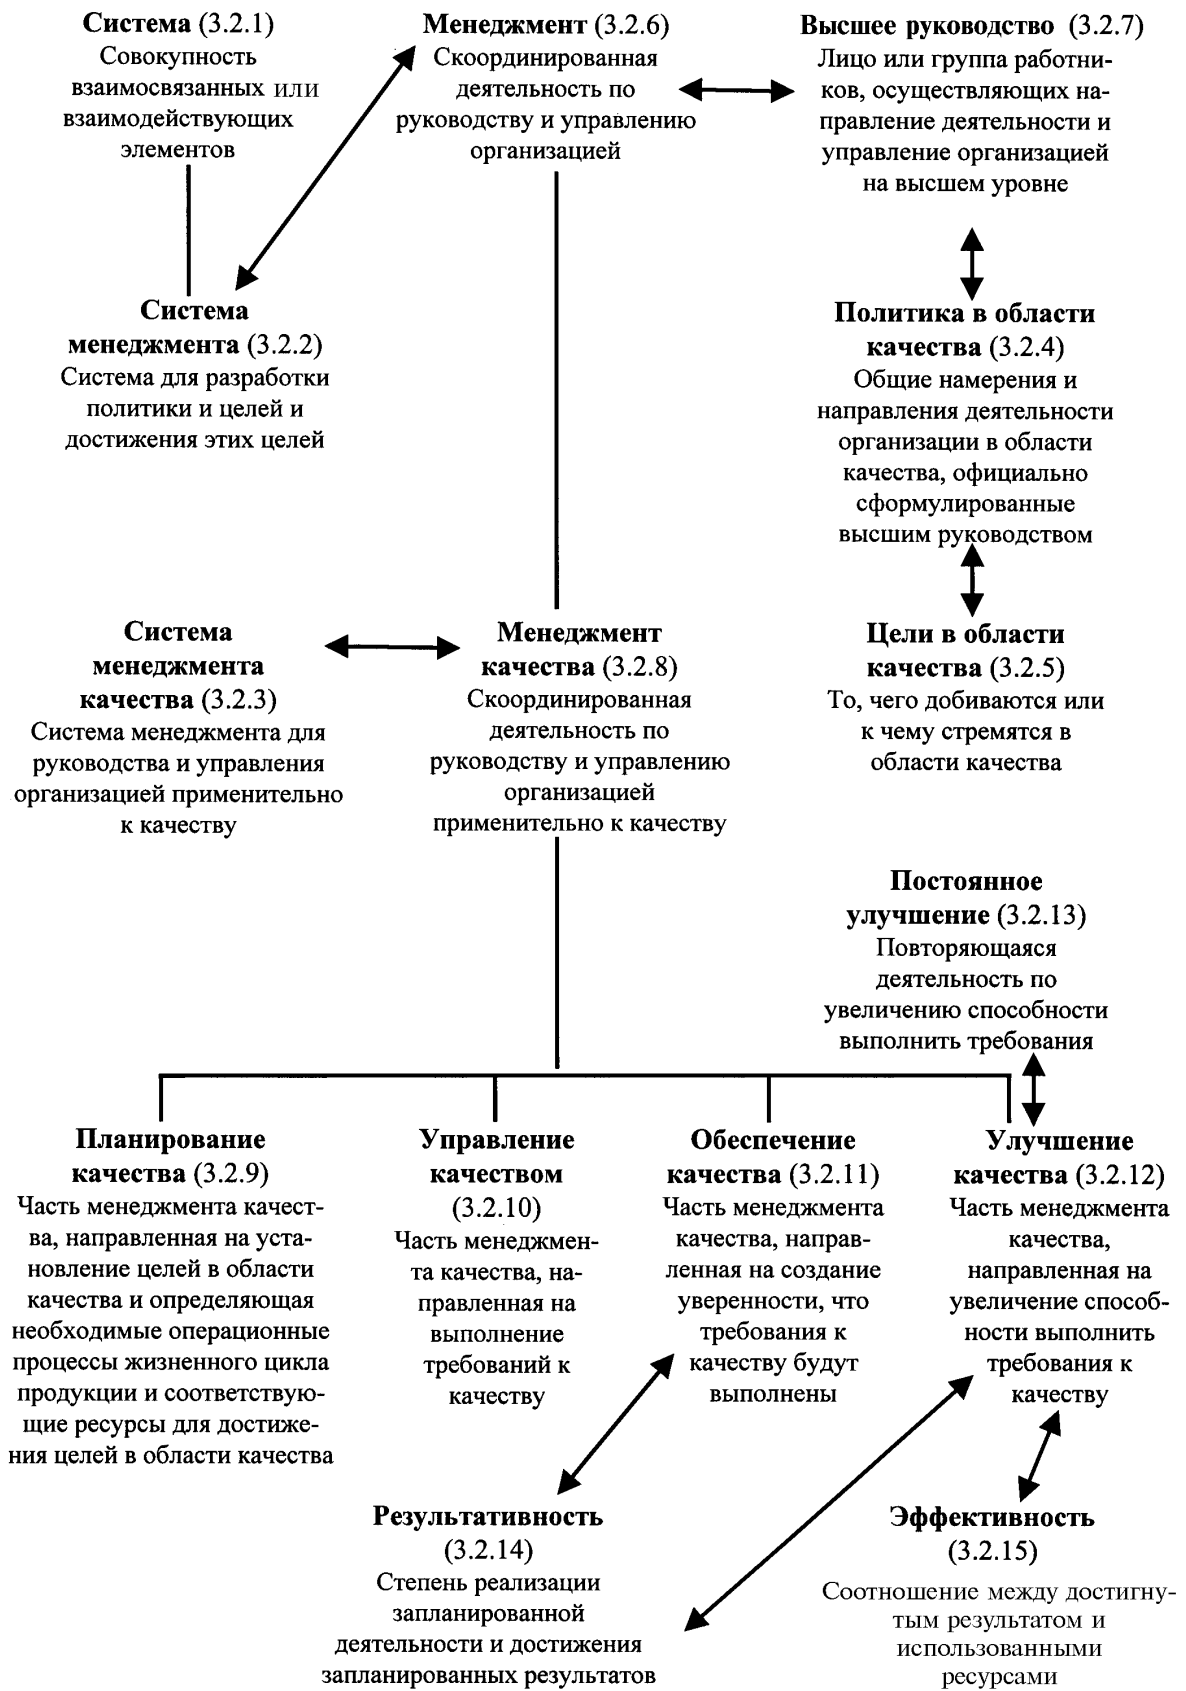 Система (3.2.1)
Совокупность
взаимосвязанных или
взаимодействующих
элементов
Менеджмент (3.2.6)
Скоординированная
деятельность по
руководству и управлению
организацией
Высшее руководство (3.2.7)
Лицо или группа работни-
ков, осуществляющих на-
правление деятельности и
управление организацией
на высшем уровне
Система
менеджмента (3.2.2)
Система для разработки
политики и целей и
достижения этих целей
Политика в области
качества (3.2.4)
Общие намерения и
направления деятельности
организации в области
качества, официально
сформулированные
высшим руководством
Система
менеджмента
качества (3.2.3)
Система менеджмента для
руководства и управления
организацией применительно
к качеству
Менеджмент
качества (3.2.8)
Скоординированная
деятельность по
руководству и управлению
организацией
применительно к качеству
Цели в области
качества (3.2.5)
То, чего добиваются или
к чему стремятся в
области качества
Постоянное
улучшение (3.2.13)
Повторяющаяся
деятельность по
увеличению способности
выполнить требования
Планирование
качества (3.2.9)
Часть менеджмента качест-
ва, направленная на уста-
новление целей в области
качества и определяющая
необходимые операционные
процессы жизненного цикла
продукции и соответствую-
щие ресурсы для достиже-
ния целей в области качества
Управление
качеством
(3.2.10)
Часть менеджмен-
та качества, на-
правленная на
выполнение
требований к
качеству
Обеспечение
качества (3.2.11)
Часть менеджмента
качества, направ-
ленная на создание
уверенности, что
требования к
качеству будут
выполнены
Улучшение
качества (3.2.12)
Часть менеджмента
качества,
направленная на
увеличение способ-
ности выполнить
требования к
качеству
Результативность
(3.2.14)
Степень реализации
запланированной
деятельности и достижения
запланированных результатов
Эффективность
(3.2.15)
Соотношение между достигну-
тым результатом и
использованными
ресурсами